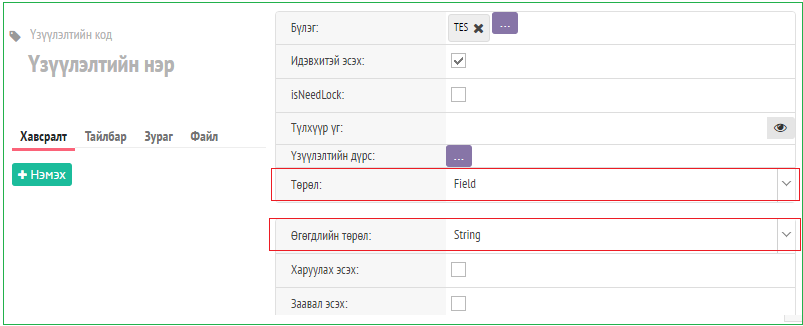 Үзүүлэлтийн код
Үзүүлэлтийн нэр
Хавсралт Тайлбар Зураг Файл
+ Нэмэх
Бүлэг: TES ✖ ...
Идэвхитэй эсэх:
isNeedLock:
Түлхүүр үг:
Үзүүлэлтийн дүрс: ...
Төрөл: Field
Өгөгдлийн төрөл: String
Харуулах эсэх:
Заавал эсэх: